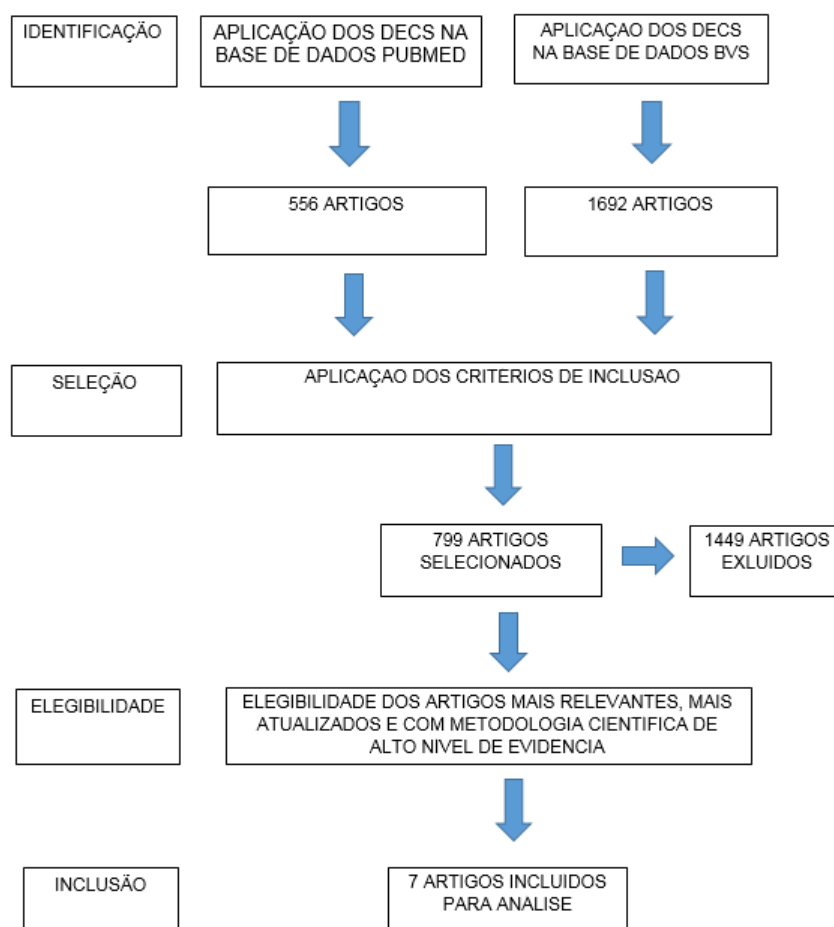 IDENTIFICAÇÃO
APLICAÇÃO DOS DECS NA
BASE DE DADOS PUBMED
APLICAÇAO DOS DECS
NA BASE DE DADOS BVS
556 ARTIGOS
1692 ARTIGOS
SELEÇÃO
APLICAÇAO DOS CRITERIOS DE INCLUSAO
799 ARTIGOS
SELECIONADOS
1449 ARTIGOS
EXLUIDOS
ELEGIBILIDADE
ELEGIBILIDADE DOS ARTIGOS MAIS RELEVANTES, MAIS
ATUALIZADOS E COM METODOLOGIA CIENTIFICA DE
ALTO NIVEL DE EVIDENCIA
INCLUSÃO
7 ARTIGOS INCLUIDOS
PARA ANALISE